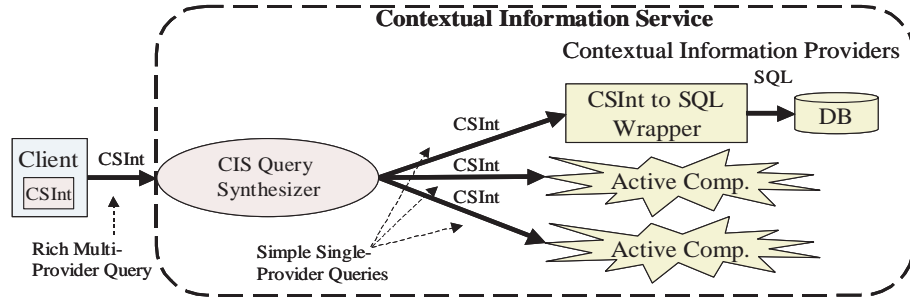 Contextual Information Service
Contextual Information Providers
SQL
CSInt to SQL
Wrapper
DB
CSInt
Client
CSInt
CSInt
CIS Query
Synthesizer
CSInt
Active Comp.
CSInt
Active Comp.
Rich Multi-
Provider Query
Simple Single-
Provider Queries